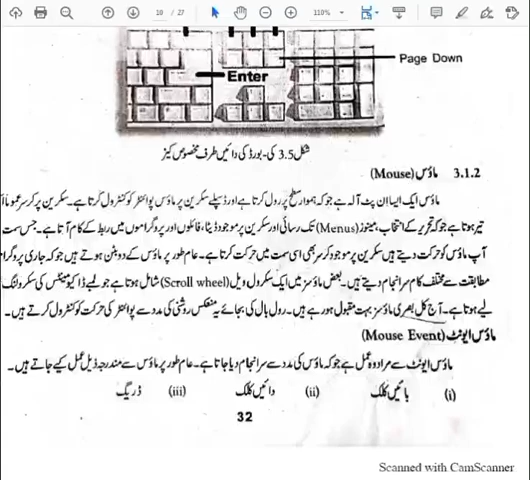 10 / 27
110%
Page Down
Enter
شکل 3.5 کی-بورڈ کی دائیں طرف مخصوص کیز
3.1.2 ماؤس (Mouse)
ماؤس ایک ایسا ان پٹ آلہ ہے جو کہ ہموار سطح پر رول کرتا ہے اور ڈسپلے سکرین پر ماؤس پوائنٹر کو کنٹرول کرتا ہے۔ سکرین پر کرسر عموماً
تیر ہوتا ہے جو کہ تحریر کے انتخاب، مینیوز (Menus) تک رسائی اور سکرین پر موجود ڈیٹا، فائلوں اور پروگراموں میں ربط کے کام آتا ہے۔ جس سمت
آپ ماؤس کو حرکت دیتے ہیں سکرین پر موجود کرسر بھی اسی سمت میں حرکت کرتا ہے۔ عام طور پر ماؤس کے دو بٹن ہوتے ہیں جو کہ جاری
مطابقت سے مختلف کام سرانجام دیتے ہیں۔ بعض ماؤسز میں ایک سکرول ویل (Scroll wheel) شامل ہوتا ہے جو لمبے ڈاکیومینٹس کی سکرولنگ
لیے ہوتا ہے۔ آج کل بصری ماؤسز بہت مقبول ہو رہے ہیں۔ رول بال کی بجائے یہ منعکس روشنی کی مدد سے پوائنٹر کی حرکت کو کنٹرول کرتے ہیں۔
ماؤس ایونٹ (Mouse Event)
ماؤس ایونٹ سے مراد وہ عمل ہے جو کہ ماؤس کی مدد سے سرانجام دیا جاتا ہے۔ عام طور پر ماؤس سے مندرجہ ذیل عمل کیے جاتے ہیں۔
(i) بائیں کلک (ii) دائیں کلک (iii) ڈریگ
32
Scanned with CamScanner